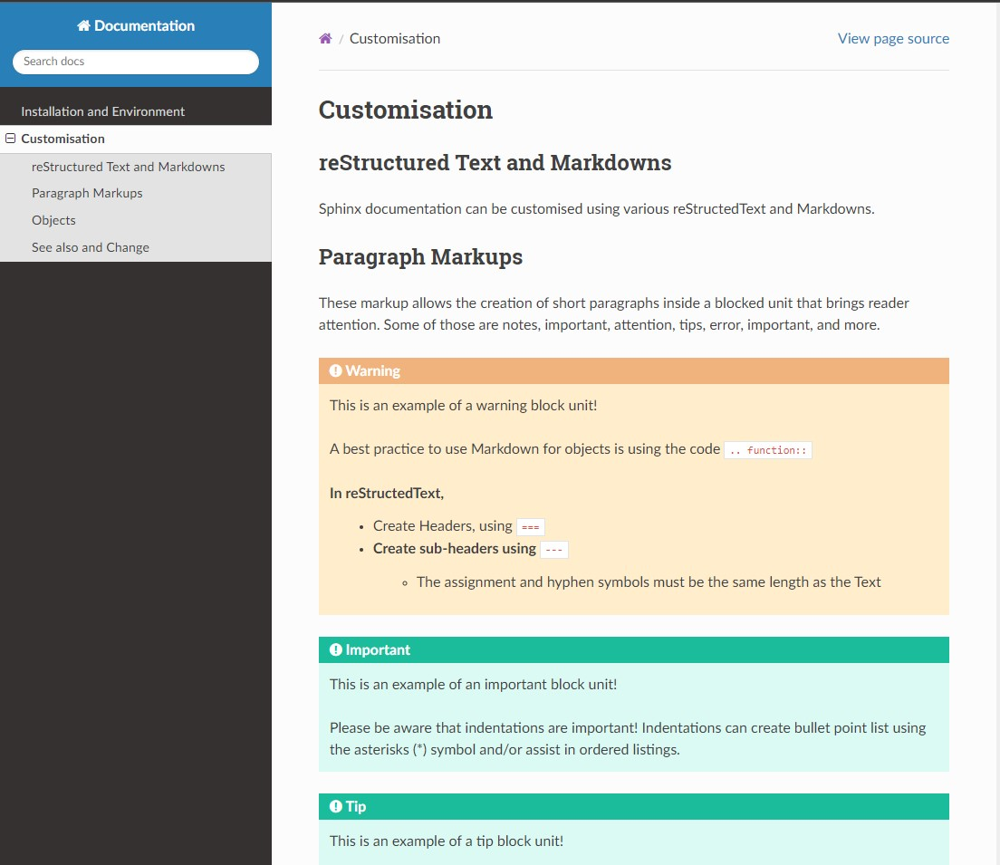 Documentation
Search docs
Installation and Environment
Customisation
reStructured Text and Markdowns
Paragraph Markups
Objects
See also and Change
/ Customisation
View page source
Customisation
reStructured Text and Markdowns
Sphinx documentation can be customised using various reStructedText and Markdowns.
Paragraph Markups
These markup allows the creation of short paragraphs inside a blocked unit that brings reader
attention. Some of those are notes, important, attention, tips, error, important, and more.
Warning
This is an example of a warning block unit!
A best practice to use Markdown for objects is using the code .. function::
In reStructedText,
• Create Headers, using ===
• Create sub-headers using ---
◦ The assignment and hyphen symbols must be the same length as the Text
Important
This is an example of an important block unit!
Please be aware that indentations are important! Indentations can create bullet point list using
the asterisks (*) symbol and/or assist in ordered listings.
Tip
This is an example of a tip block unit!